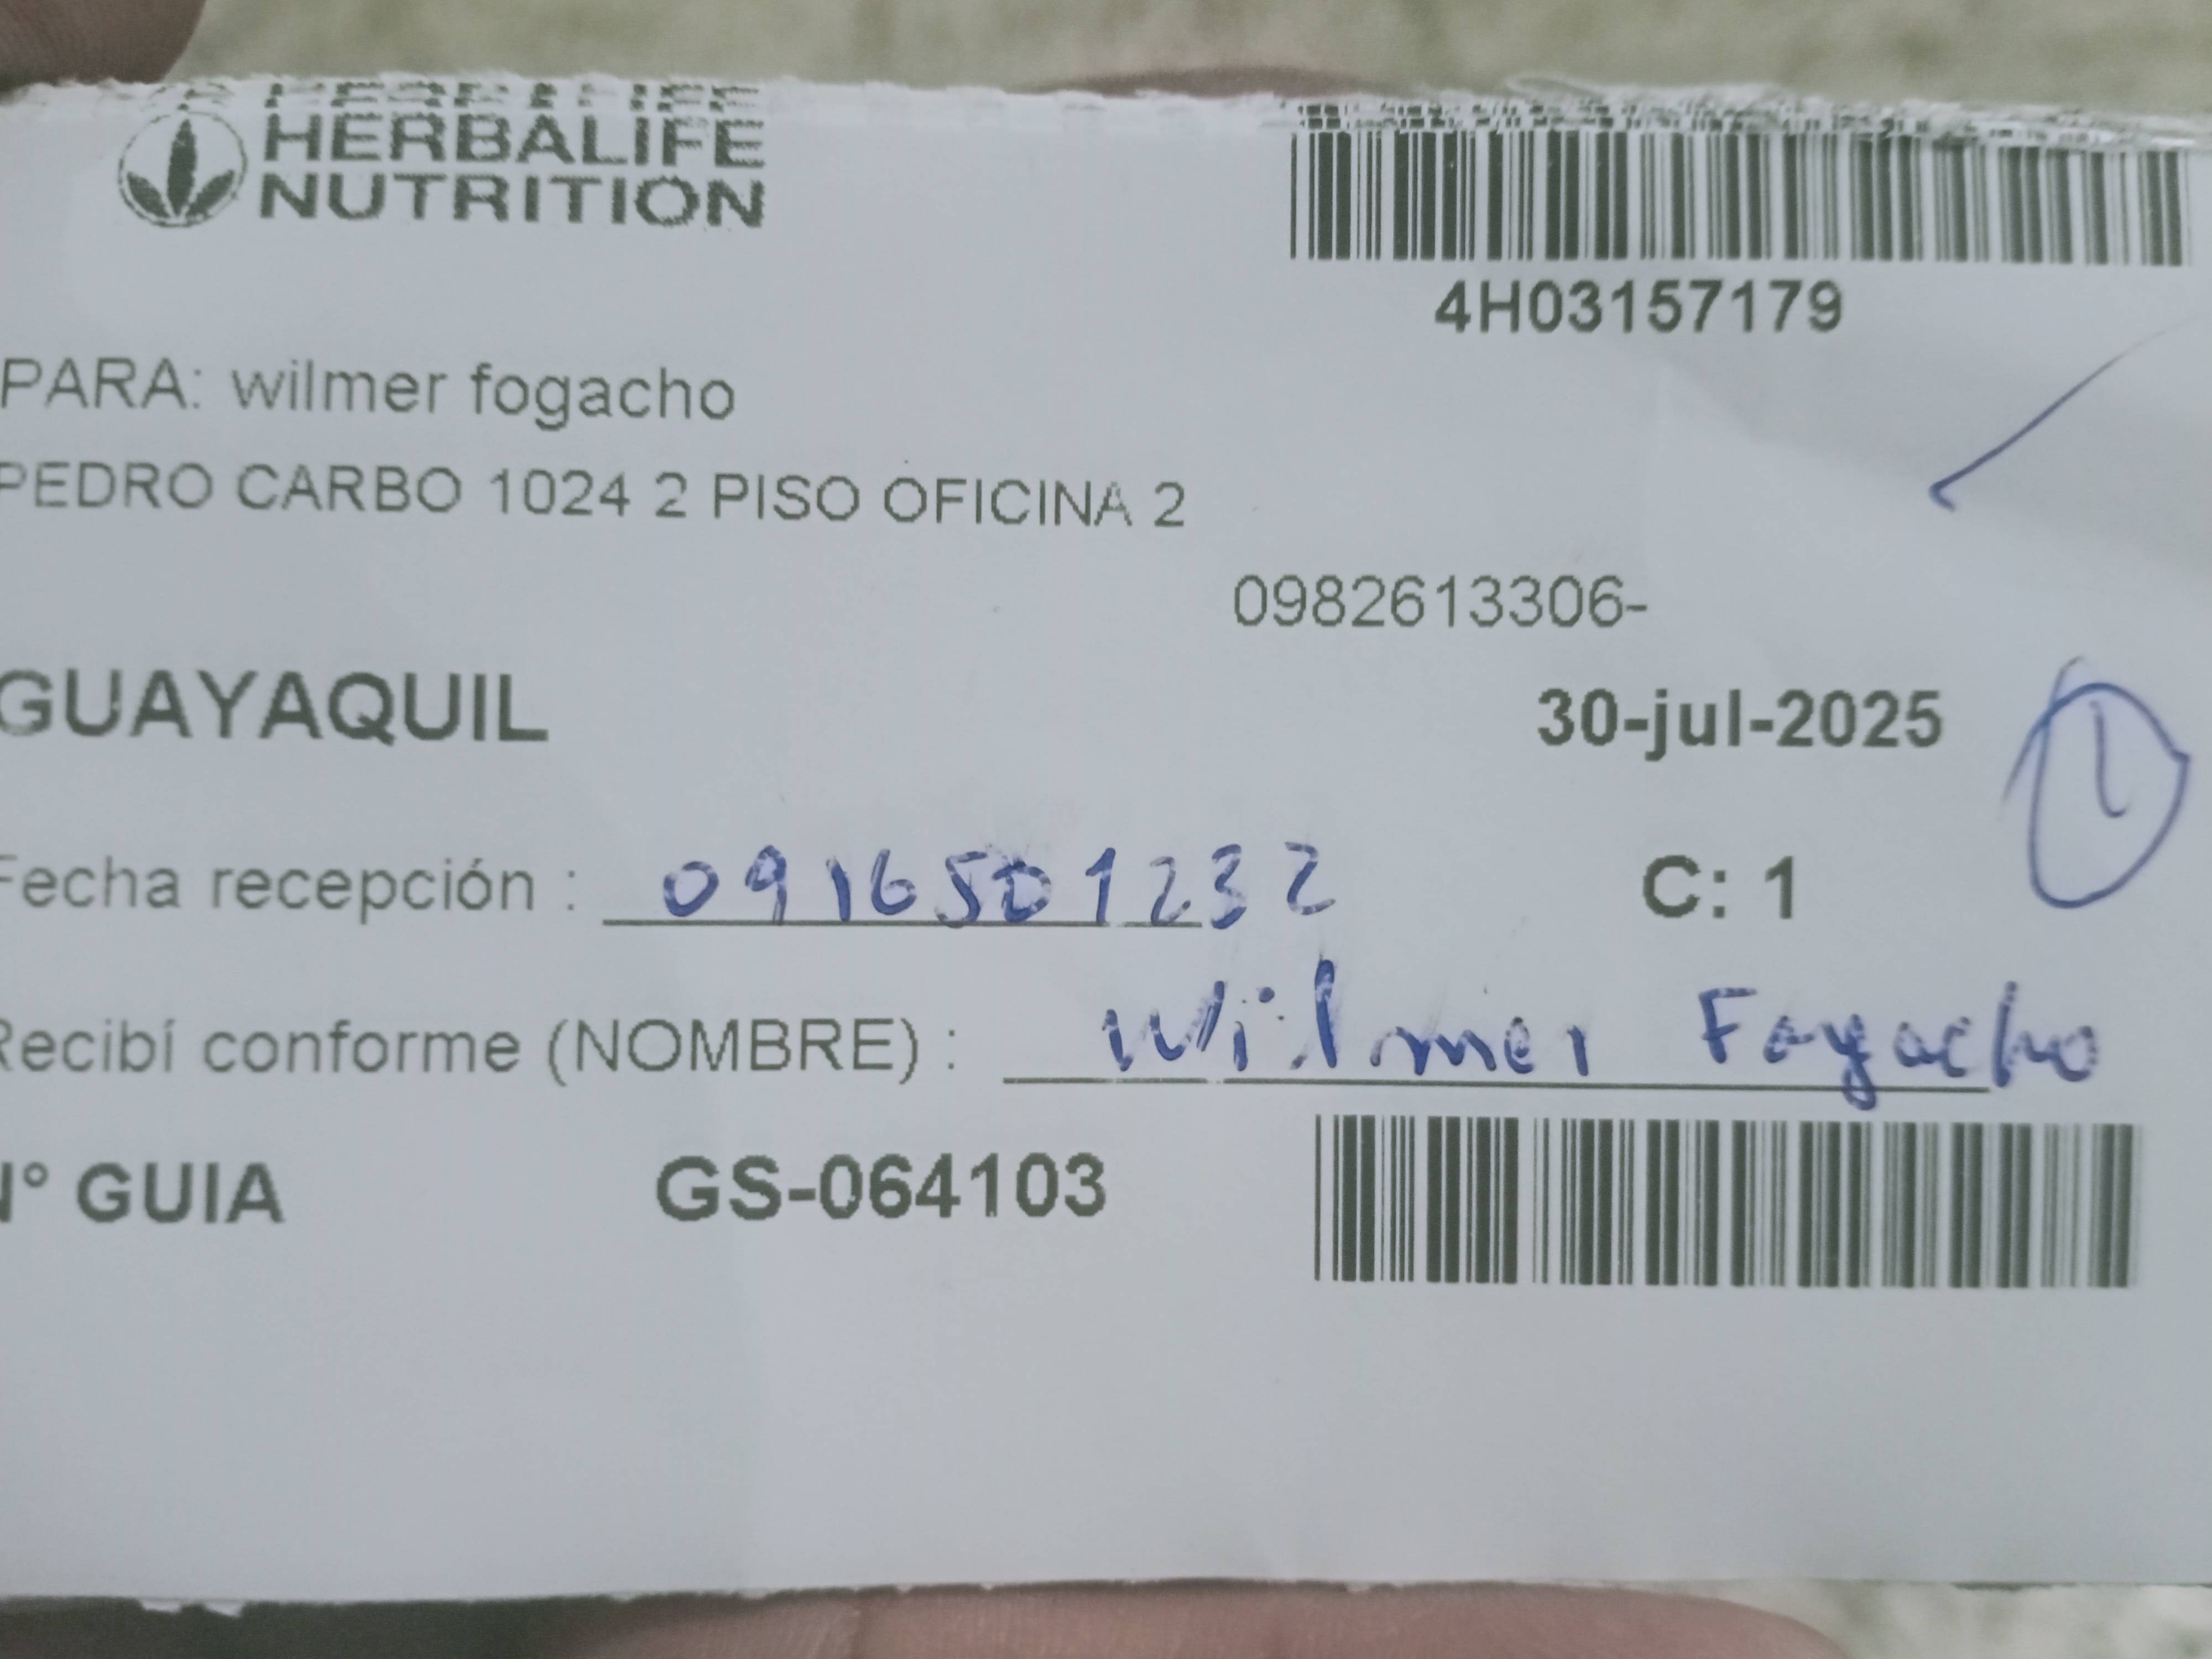 HERBALIFE
NUTRITION
4H03157179
PARA: wilmer fogacho
PEDRO CARBO 1024 2 PISO OFICINA 2
0982613306-
GUAYAQUIL 30-jul-2025 1
Fecha recepción : 0916501232 C: 1
Recibí conforme (NOMBRE) : Wilmer Fogacho
N° GUIA GS-064103